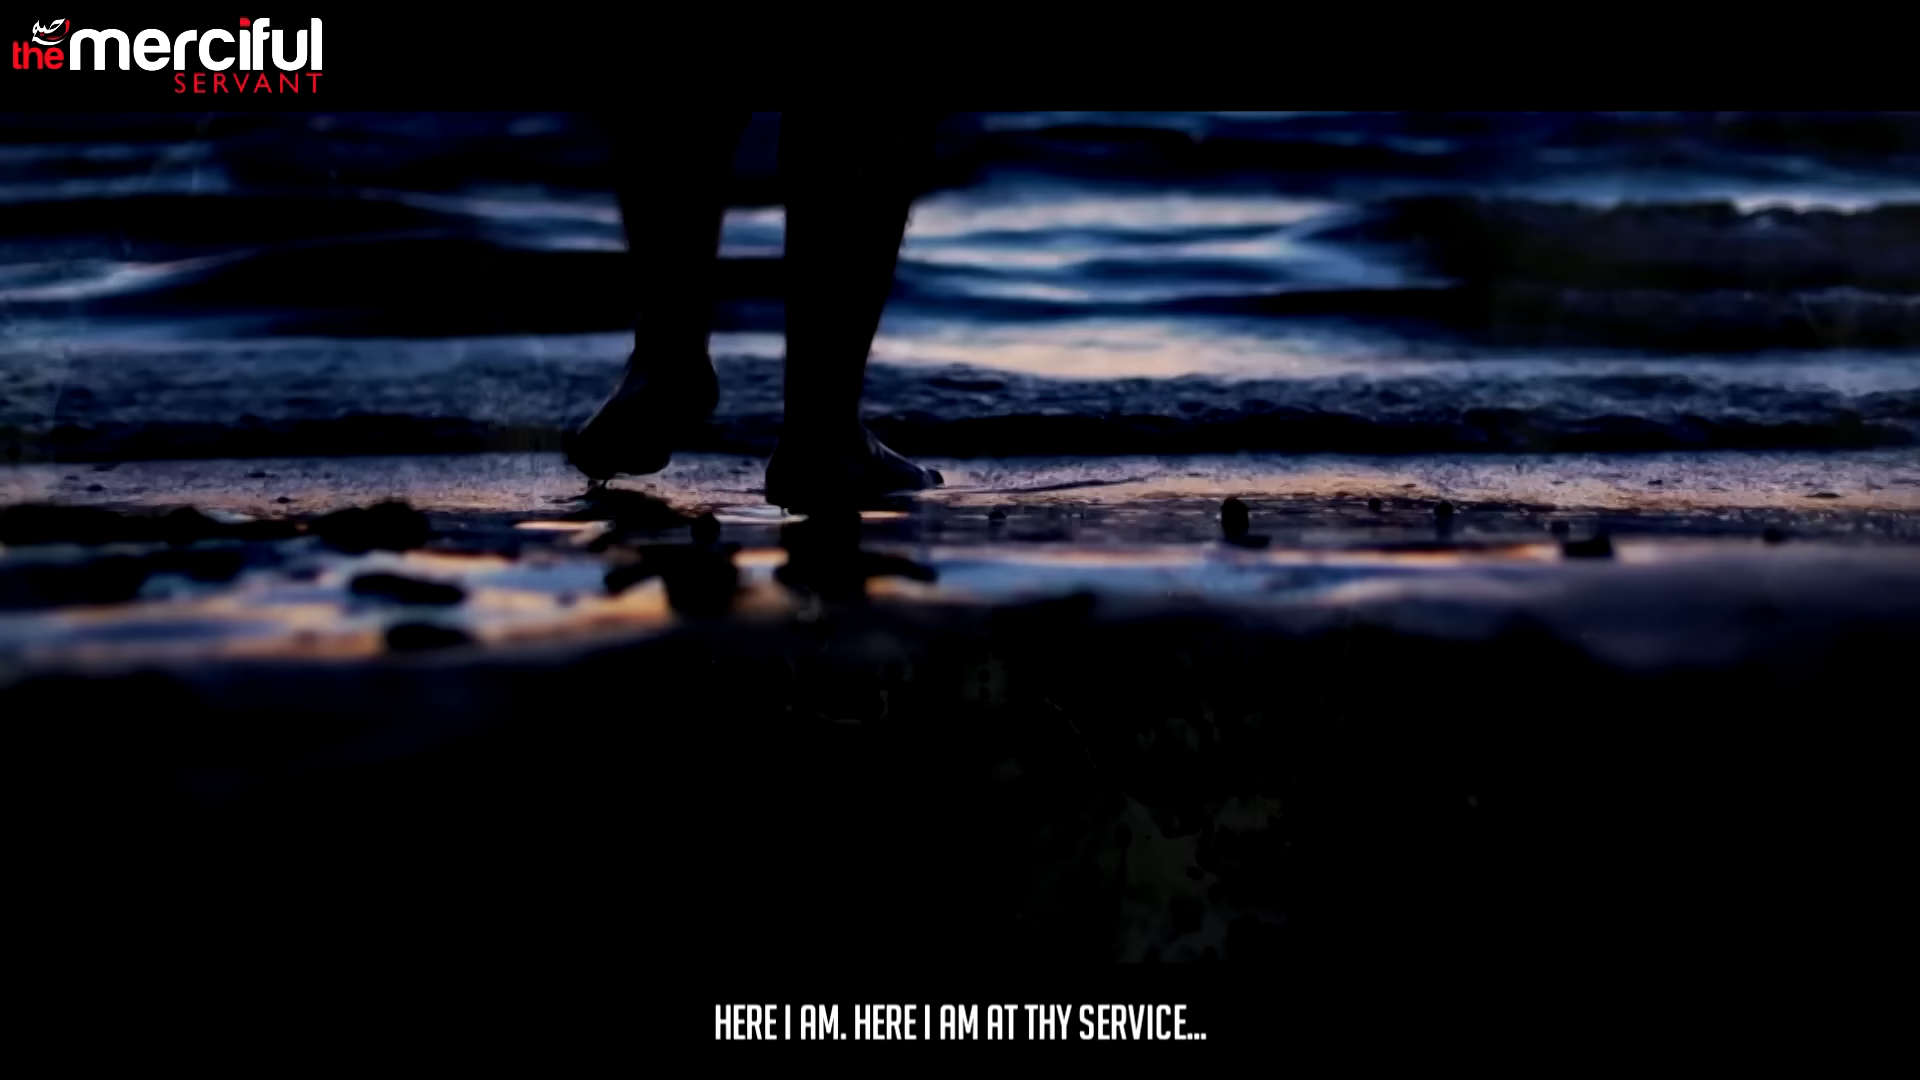 the merciful
SERVANT
HERE I AM. HERE I AM AT THY SERVICE...